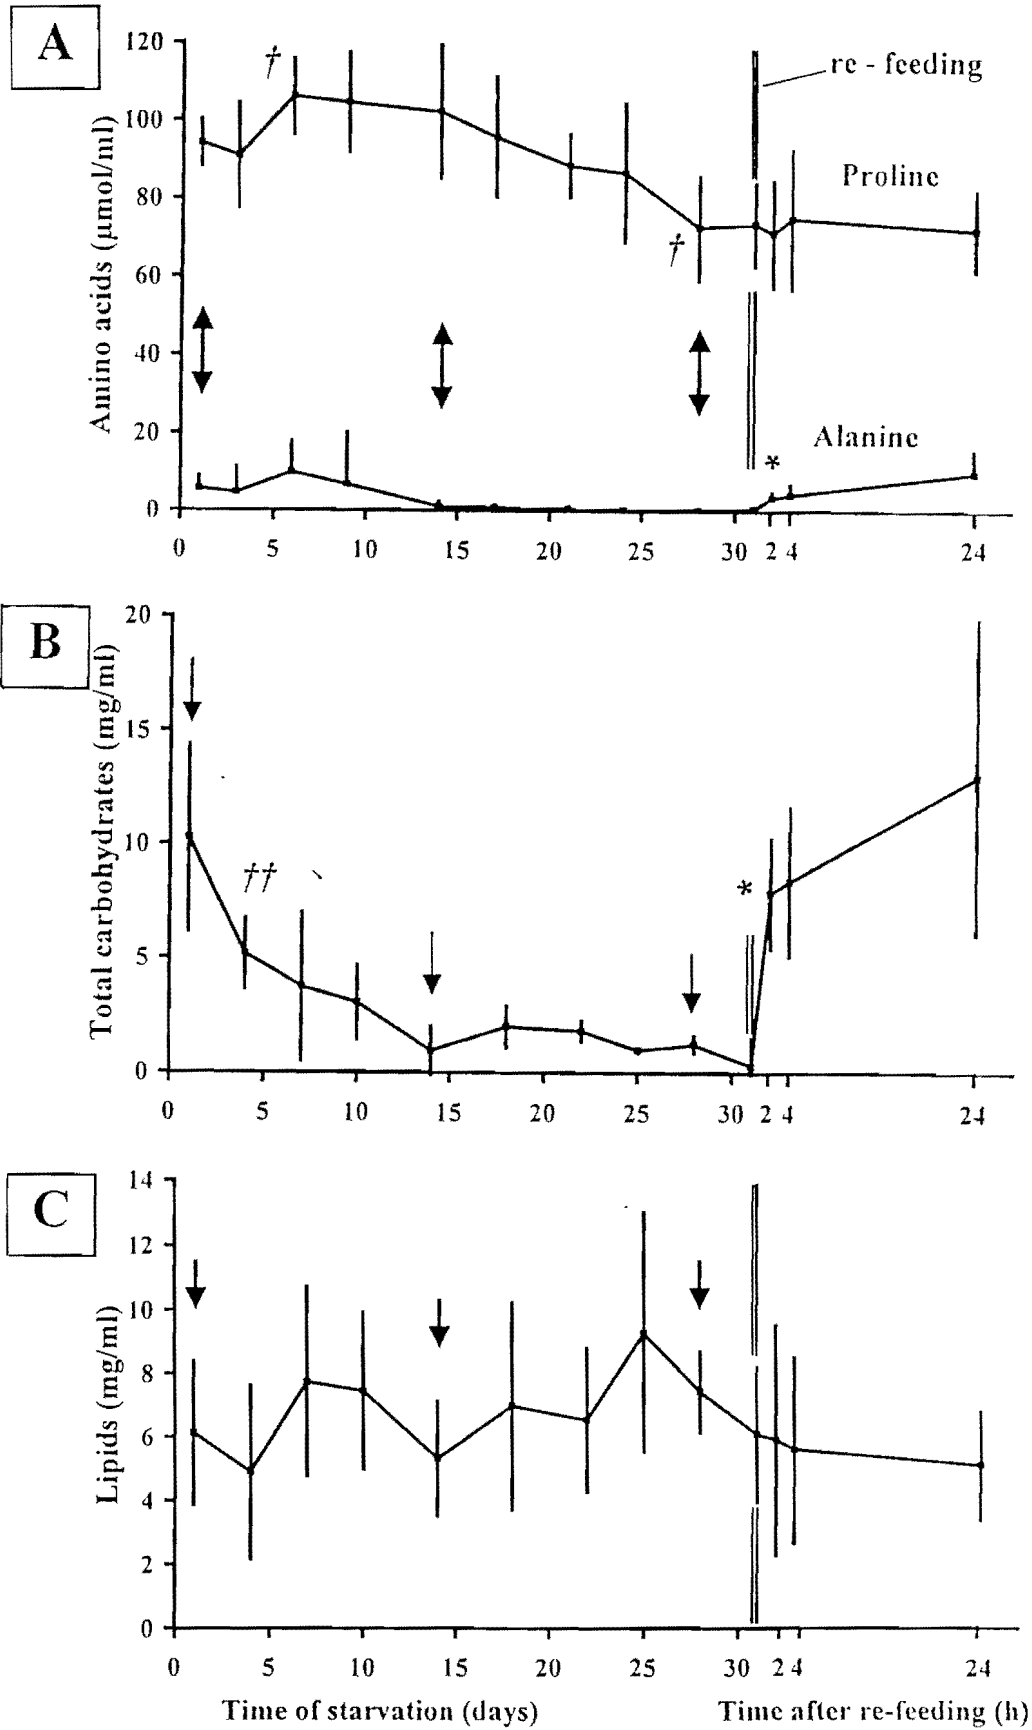 A
Amino acids (µmol/ml)
120
100
80
60
40
20
0
†
†
re - feeding
Proline
Alanine
*
0 5 10 15 20 25 30 2 4 24
B
Total carbohydrates (mg/ml)
20
15
10
5
0
††
*
0 5 10 15 20 25 30 2 4 24
C
Lipids (mg/ml)
14
12
10
8
6
4
2
0
0 5 10 15 20 25 30 2 4 24
Time of starvation (days) Time after re-feeding (h)